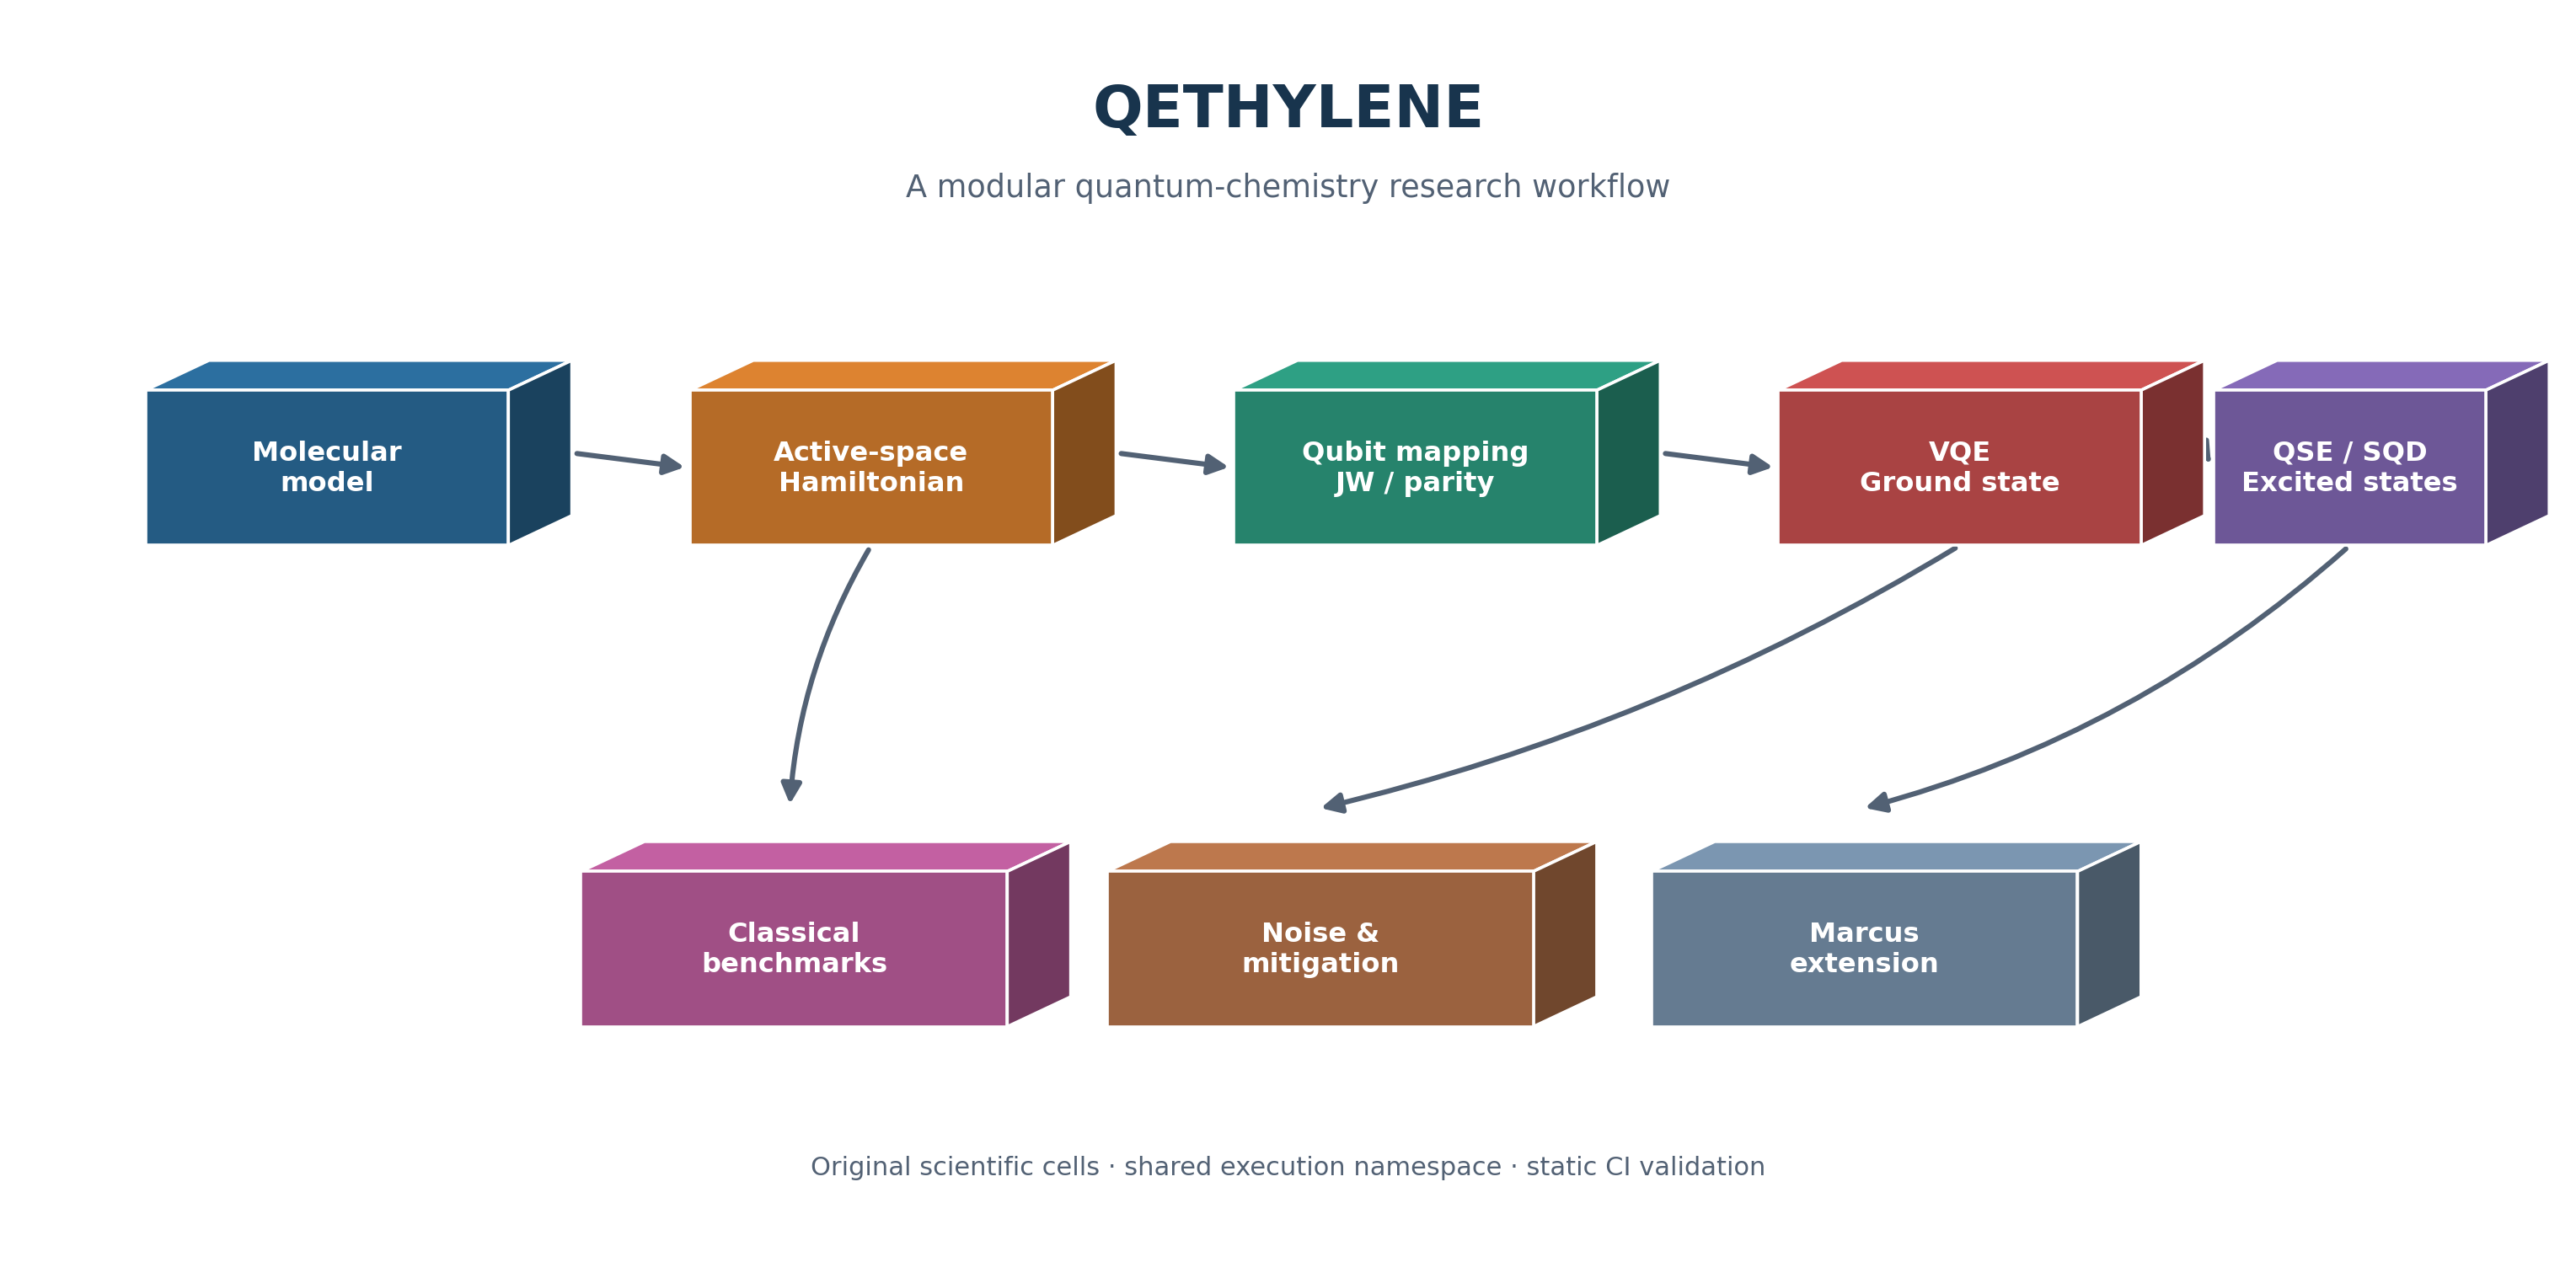 QETHYLENE
A modular quantum-chemistry research workflow
Molecular
model
Active-space
Hamiltonian
Qubit mapping
JW / parity
VQE
Ground state
QSE / SQD
Excited states
Classical
benchmarks
Noise &
mitigation
Marcus
extension
Original scientific cells · shared execution namespace · static CI validation